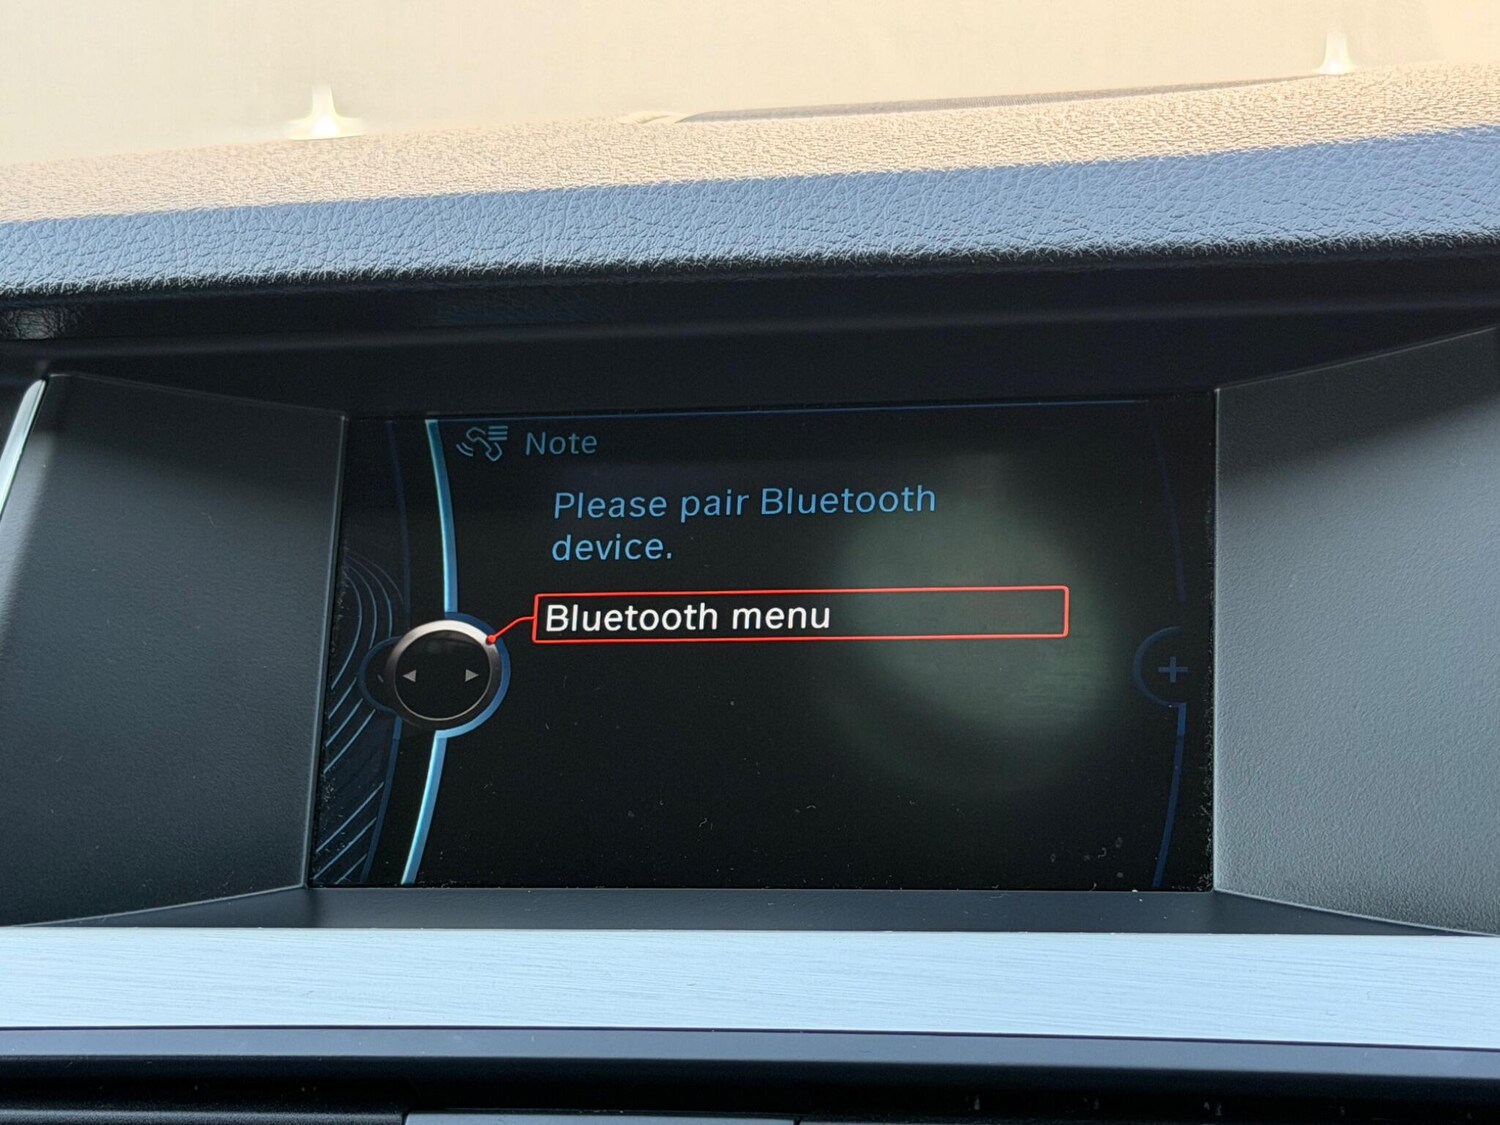 Note
Please pair Bluetooth
device.
Bluetooth menu
+